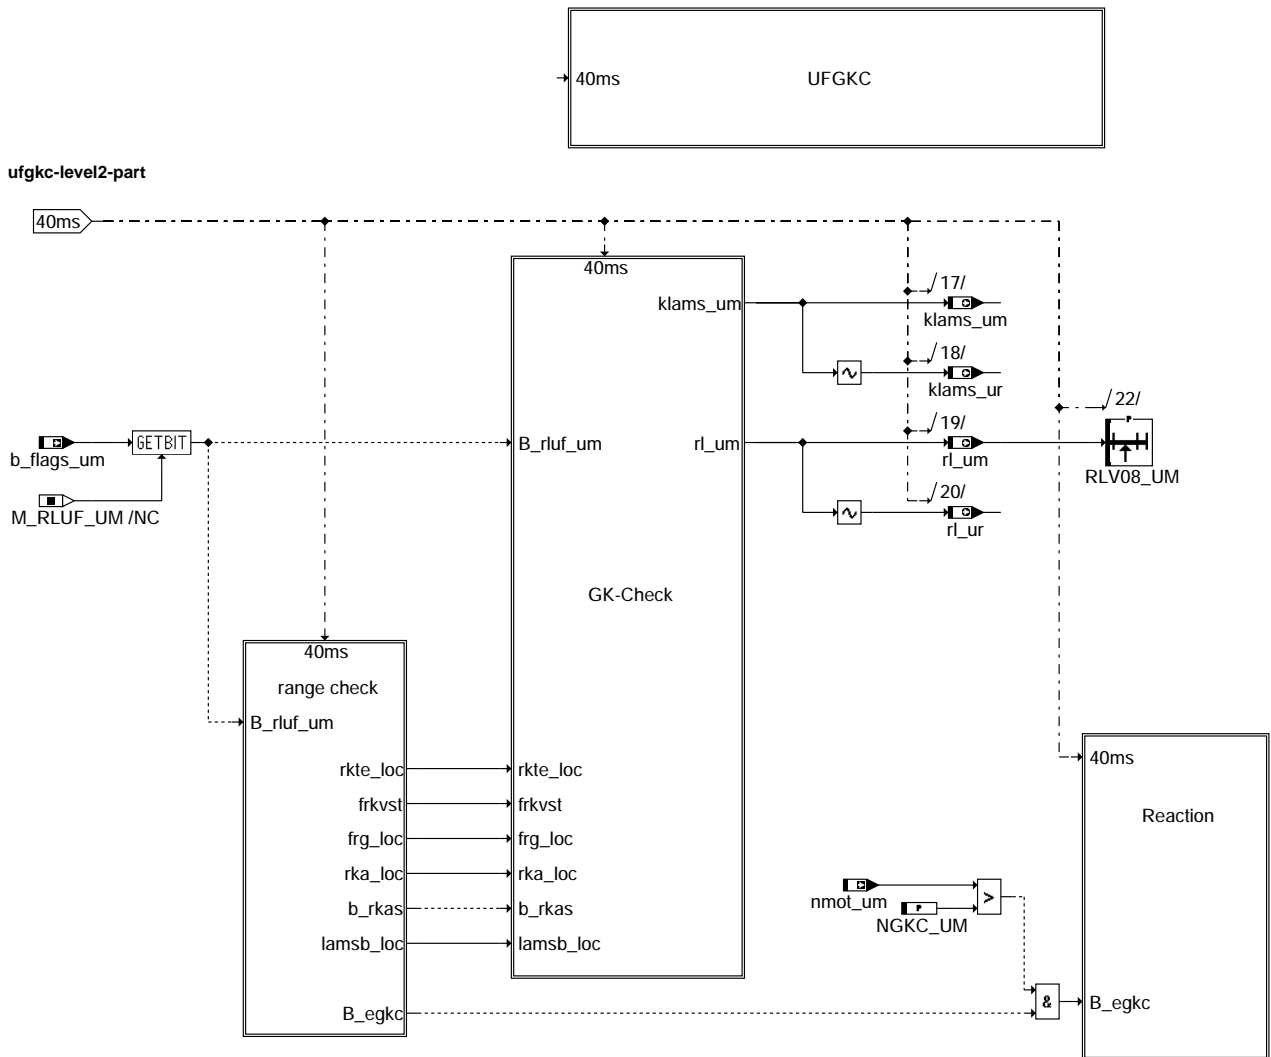 40ms
UFGKC
ufgkc-level2-part
40ms
40ms
klams_um
17/
klams_um
18/
klams_ur
22/
P
RLV08_UM
b_flags_um
GETBIT
M_RLUF_UM /NC
B_rluf_um
rl_um
19/
rl_um
20/
rl_ur
GK-Check
40ms
range check
B_rluf_um
rkte_loc
rkte_loc
frkvst
frkvst
frg_loc
frg_loc
rka_loc
rka_loc
b_rkas
b_rkas
lamsb_loc
lamsb_loc
B_egkc
40ms
Reaction
nmot_um
P
NGKC_UM
>
&
B_egkc